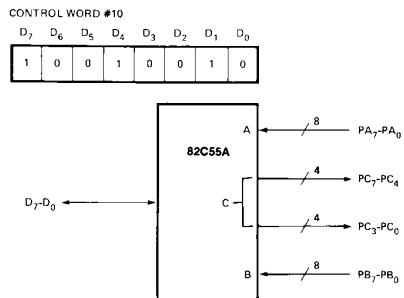 CONTROL WORD #10
D7 D6 D5 D4 D3 D2 D1 D0
1 0 0 1 0 0 1 0
82C55A
A 8 PA7-PA0
4 PC7-PC4
D7-D0 C
4 PC3-PC0
B 8 PB7-PB0